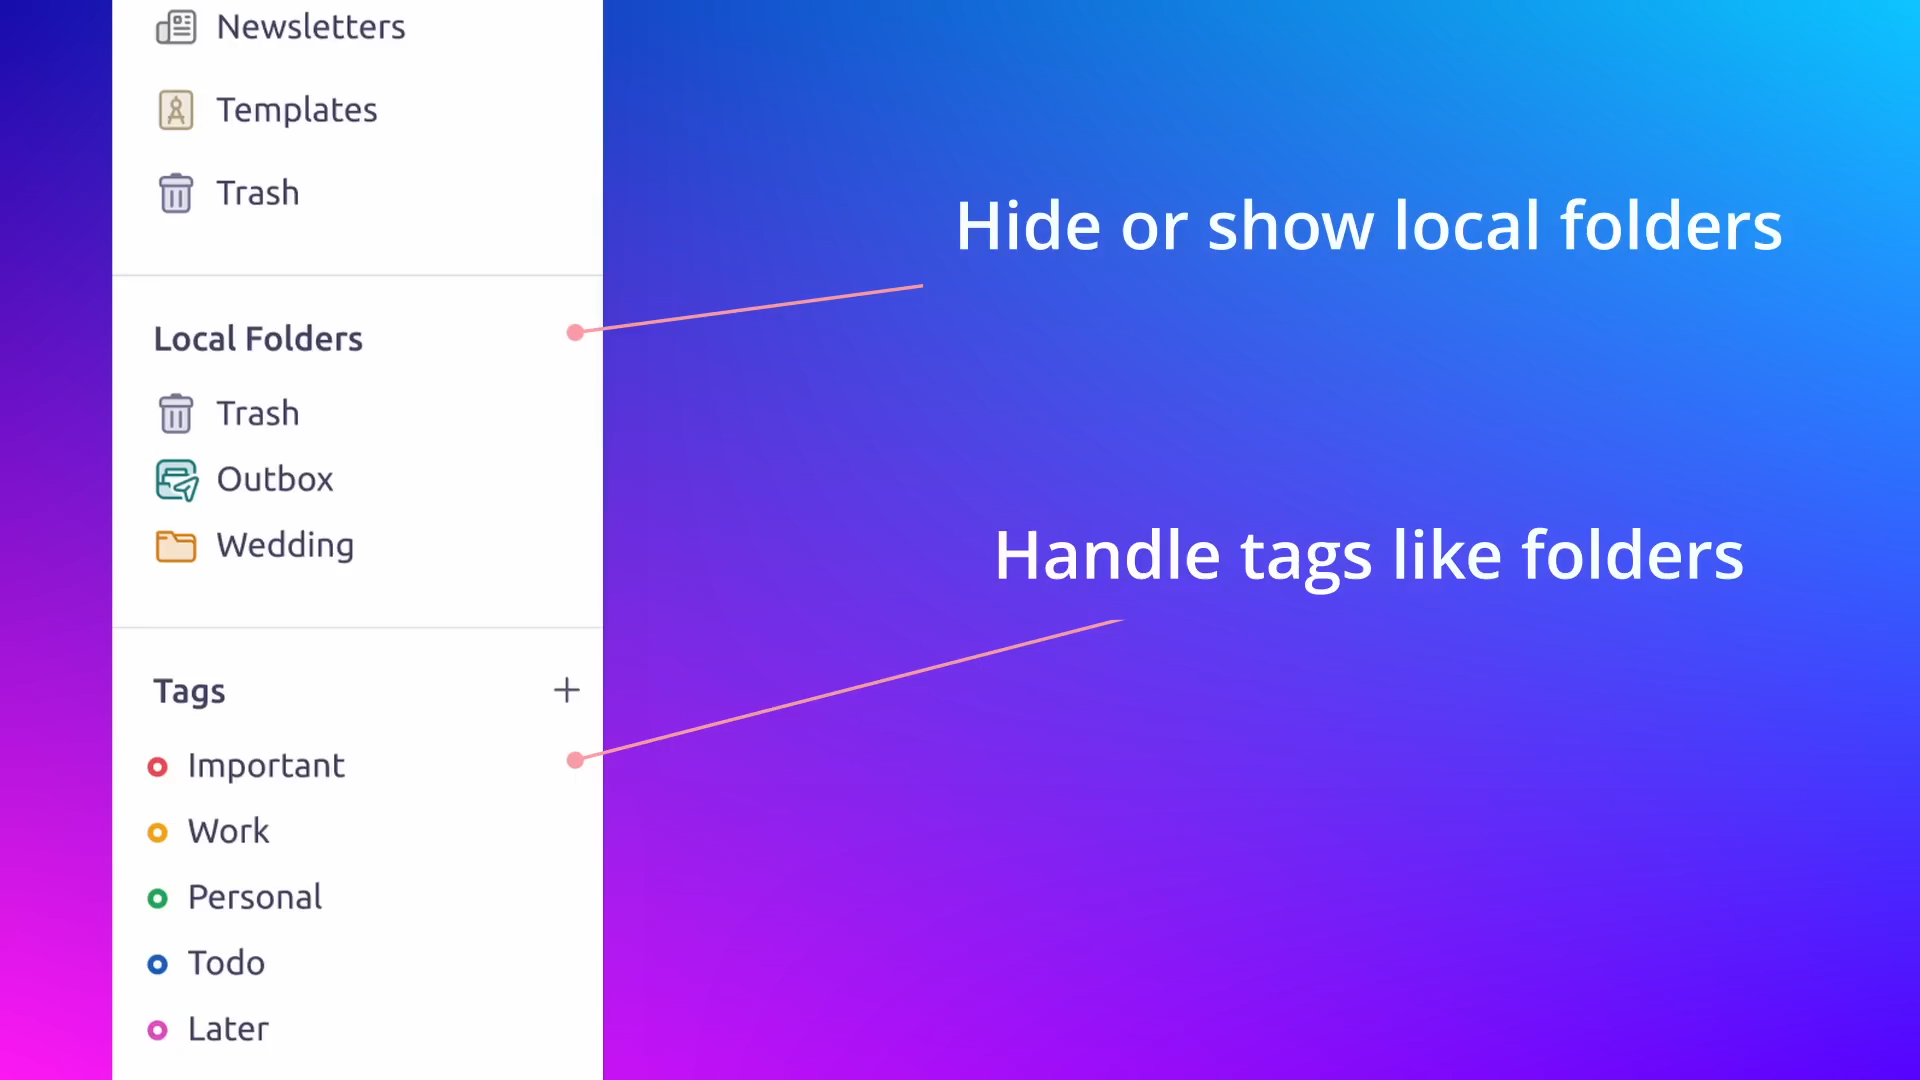 Newsletters
Templates
Trash
Local Folders
Trash
Outbox
Wedding
Tags +
Important
Work
Personal
Todo
Later
Hide or show local folders
Handle tags like folders